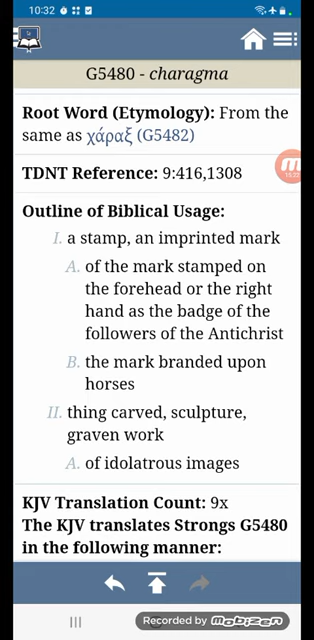 10:32
G5480 - charagma
Root Word (Etymology): From the
same as χάραξ (G5482)
TDNT Reference: 9:416,1308
Outline of Biblical Usage:
I. a stamp, an imprinted mark
A. of the mark stamped on
the forehead or the right
hand as the badge of the
followers of the Antichrist
B. the mark branded upon
horses
II. thing carved, sculpture,
graven work
A. of idolatrous images
KJV Translation Count: 9x
The KJV translates Strongs G5480
in the following manner:
Recorded by mobizen